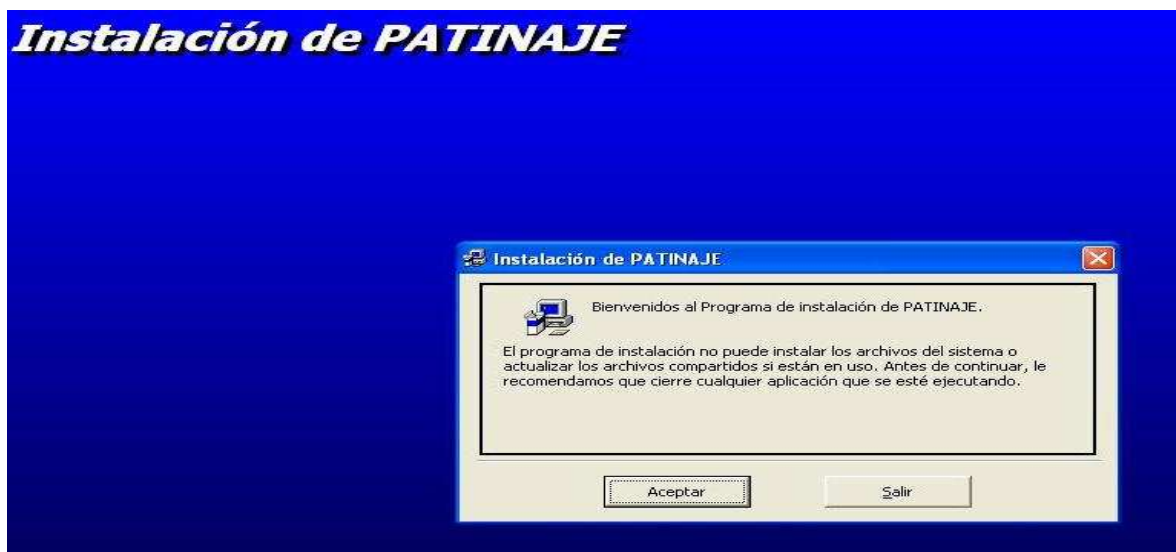 Instalación de PATINAJE
Instalación de PATINAJE
Bienvenidos al Programa de instalación de PATINAJE.
El programa de instalación no puede instalar los archivos del sistema o
actualizar los archivos compartidos si están en uso. Antes de continuar, le
recomendamos que cierre cualquier aplicación que se esté ejecutando.
Aceptar
Salir